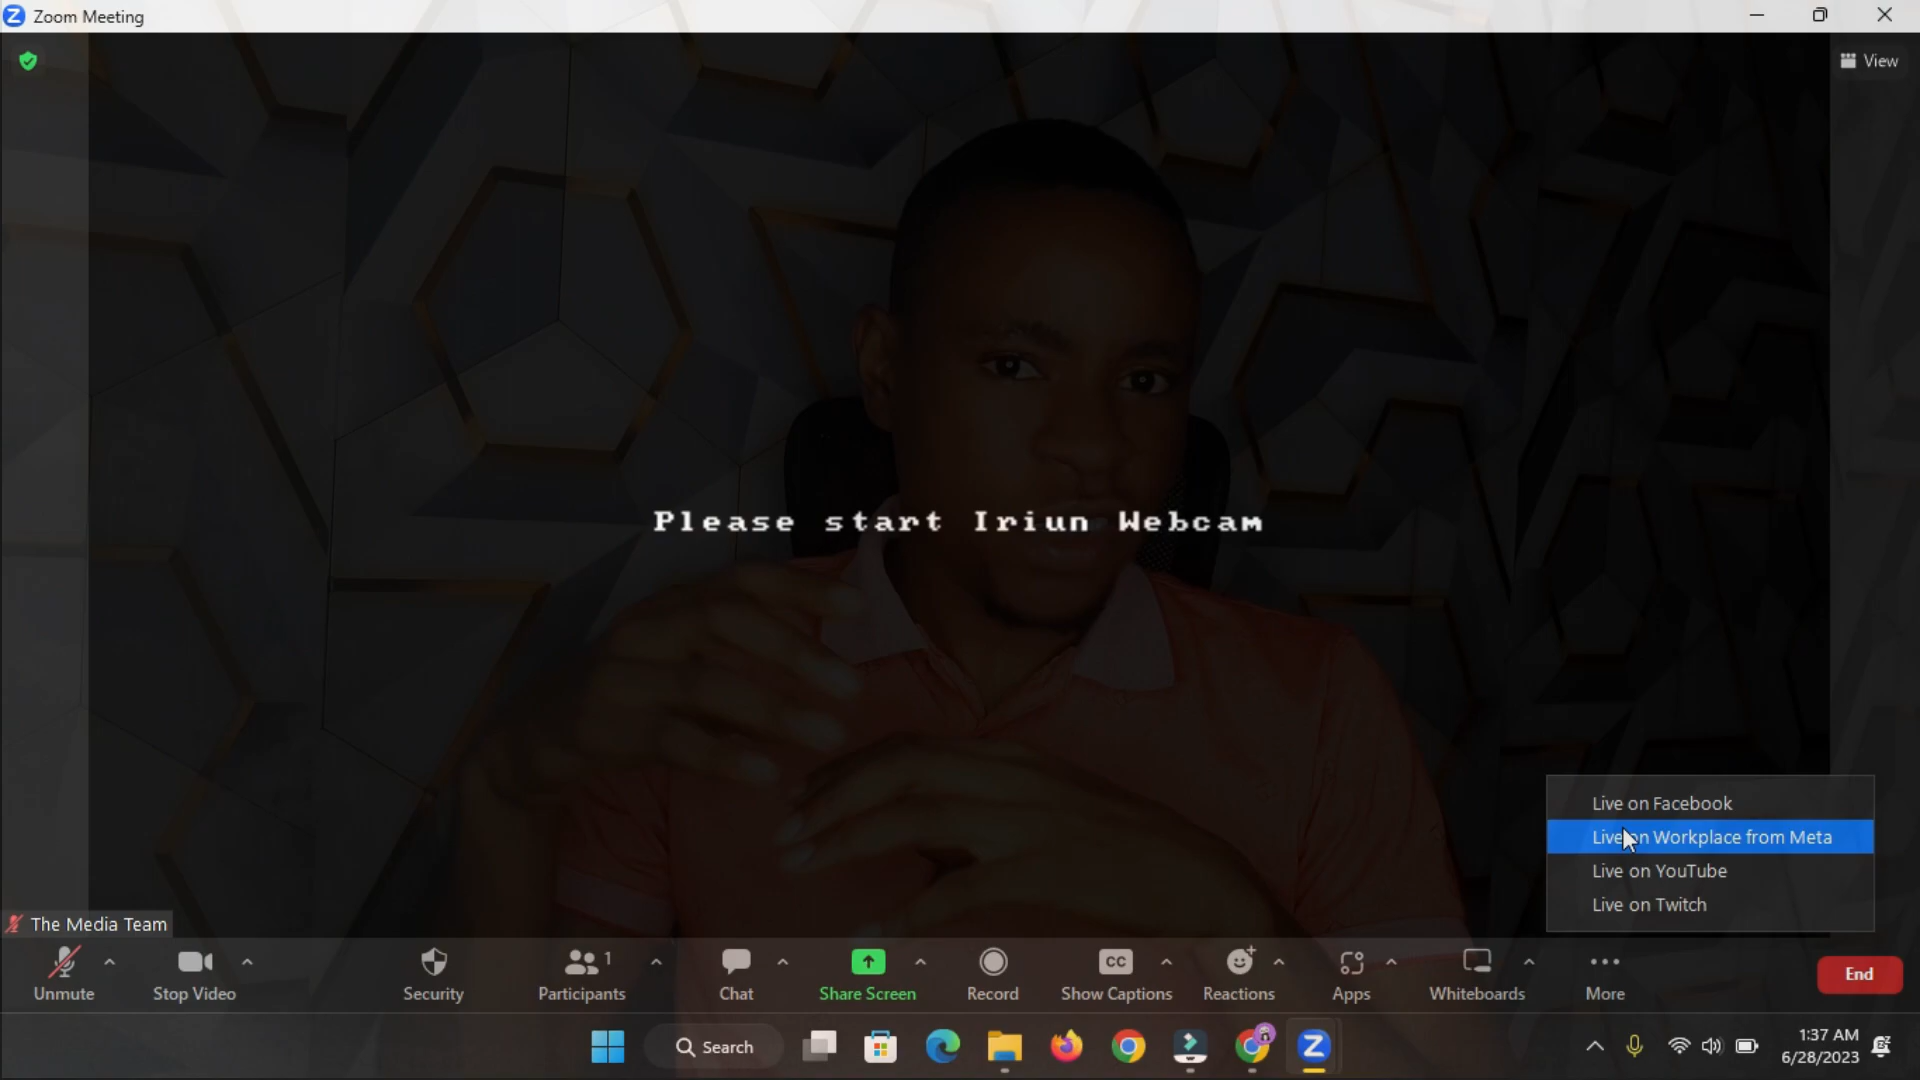 Zoom Meeting
View
Please start Iriun Webcam
Live on Facebook
Live on Workplace from Meta
Live on YouTube
Live on Twitch
The Media Team
1
CC
Unmute
Stop Video
Security
Participants
Chat
Share Screen
Record
Show Captions
Reactions
Apps
Whiteboards
More
End
Search
1:37 AM
6/28/2023